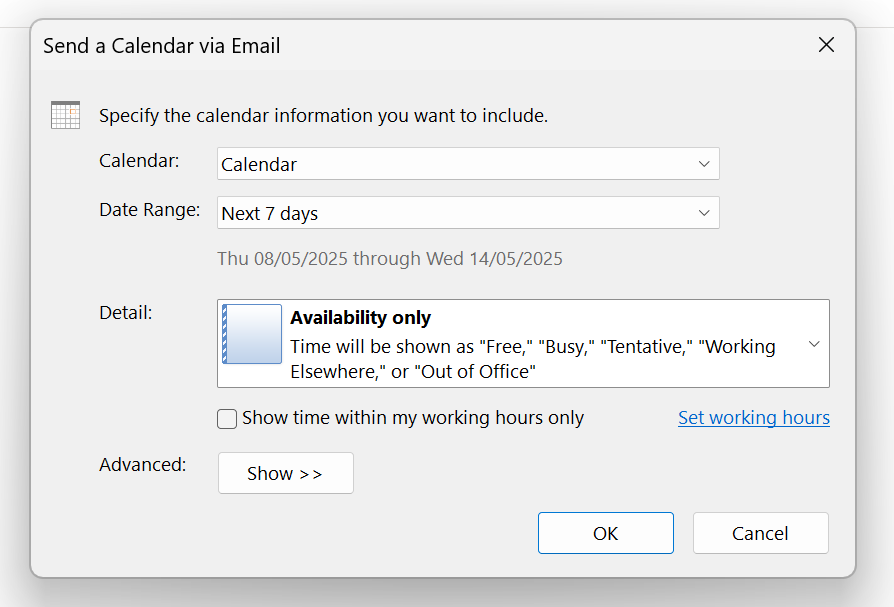 Send a Calendar via Email
Specify the calendar information you want to include.
Calendar:
Calendar
Date Range:
Next 7 days
Thu 08/05/2025 through Wed 14/05/2025
Detail:
Availability only
Time will be shown as "Free," "Busy," "Tentative," "Working
Elsewhere," or "Out of Office"
Show time within my working hours only
Set working hours
Advanced:
Show >>
OK
Cancel